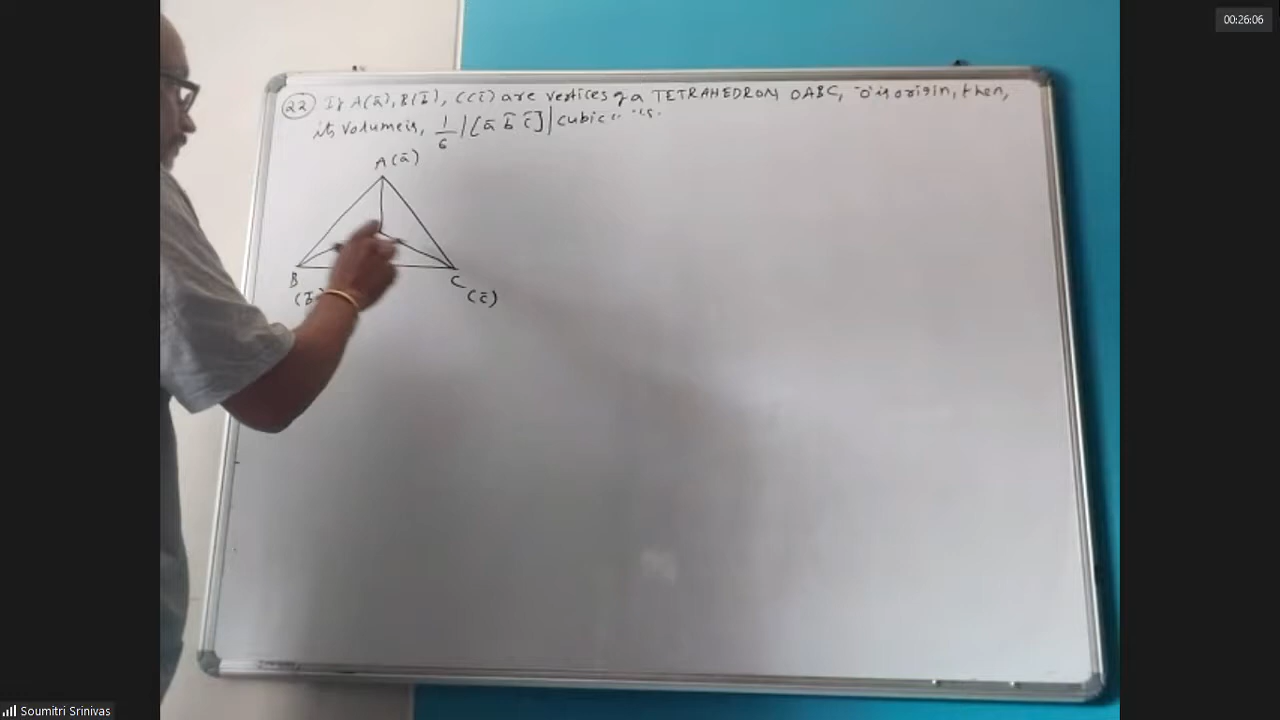 00:26:06
22 If A(ā), B(b̄), C(c̄) are vertices of a TETRAHEDRON OABC, 'O' is origin, then,
its volume is, 1/6 |[ā b̄ c̄]| cubic
A(ā)
B C
(b̄) (c̄)
Soumitri Srinivas